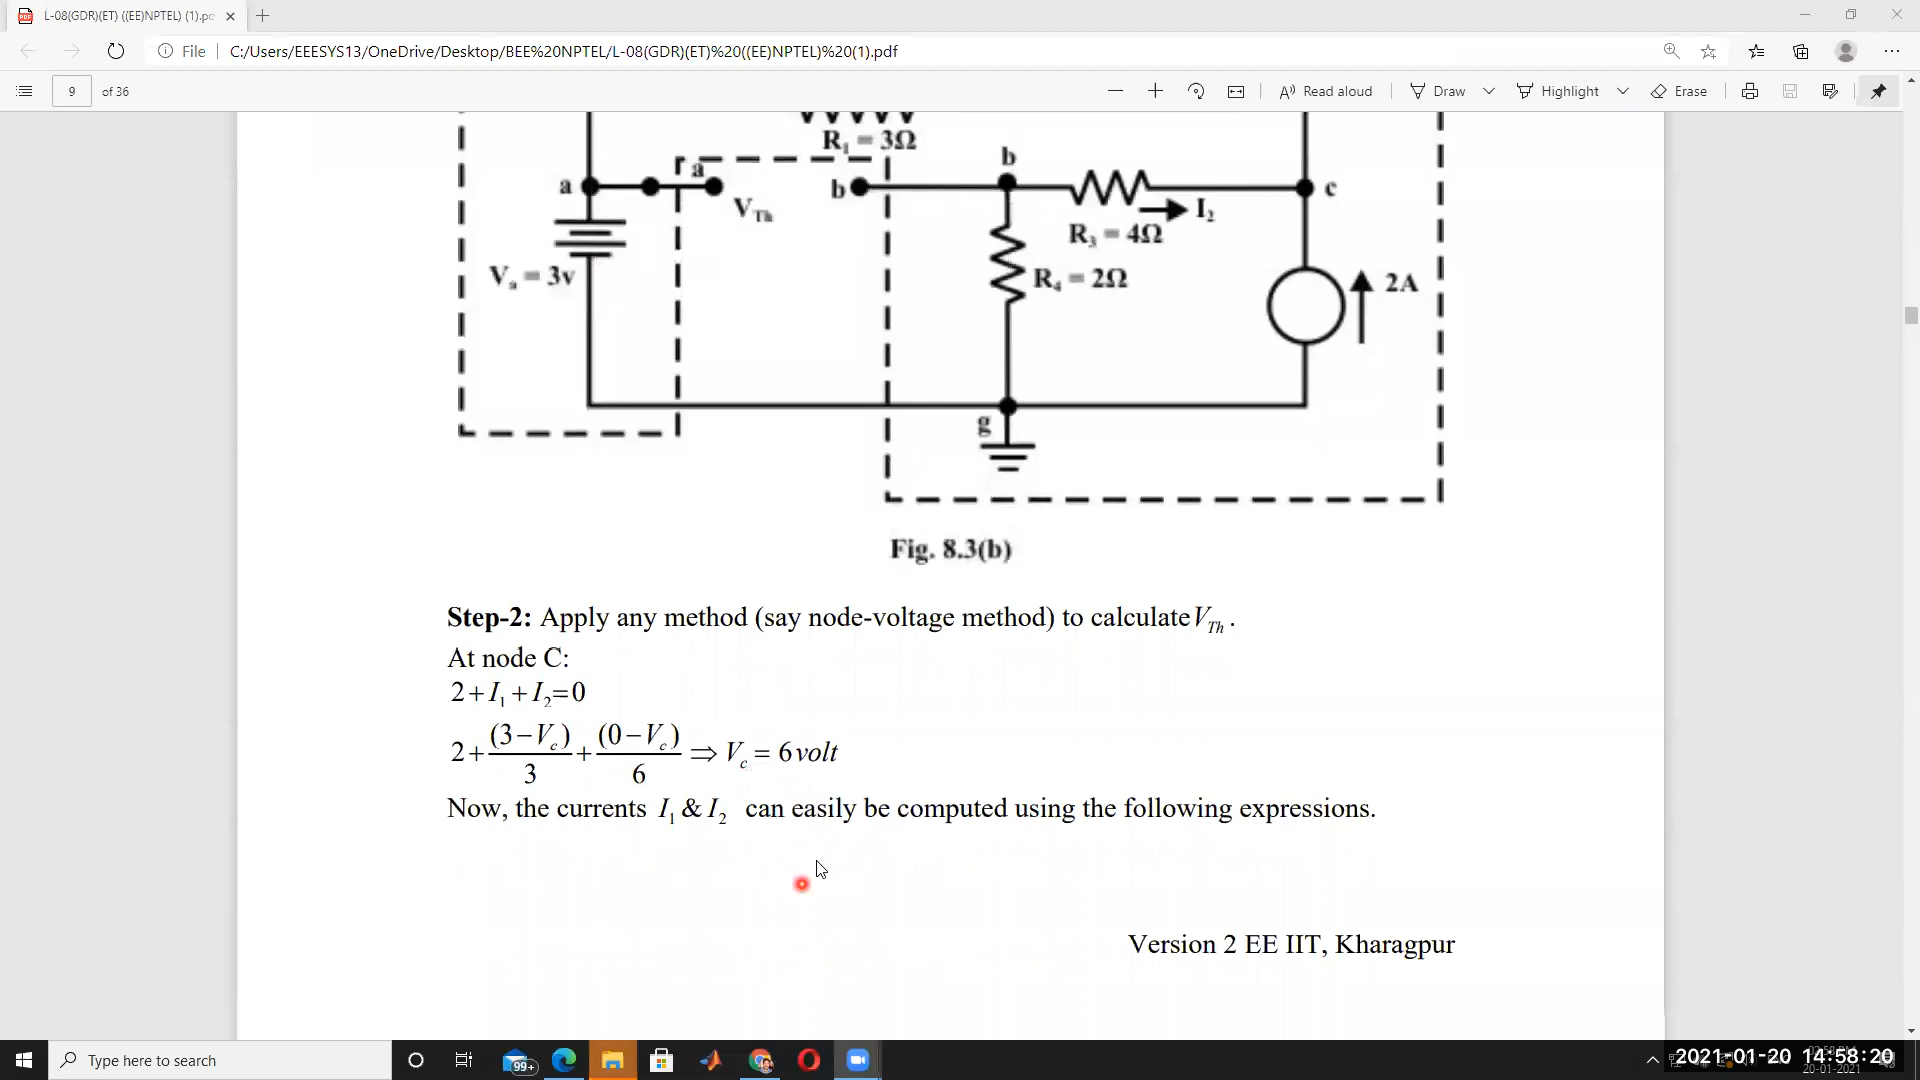 L-08(GDR)(ET) ((EE)NPTEL) (1).pd
File
C:/Users/EEESYS13/OneDrive/Desktop/BEE%20NPTEL/L-08(GDR)(ET)%20((EE)NPTEL)%20(1).pdf
9 of 36
Read aloud
Draw
Highlight
Erase
R₁ = 3Ω
a
a
V_Th
b
b
c
I₂
R₃ = 4Ω
Vₐ = 3v
R₄ = 2Ω
2A
g
Fig. 8.3(b)
Step-2: Apply any method (say node-voltage method) to calculate V_Th .
At node C:
2+I₁+I₂=0
2+(3−V_c)/3+(0−V_c)/6 ⇒ V_c = 6volt
Now, the currents I₁ & I₂ can easily be computed using the following expressions.
Version 2 EE IIT, Kharagpur
Type here to search
99+
2021-01-20 14:58:20
20-01-2021